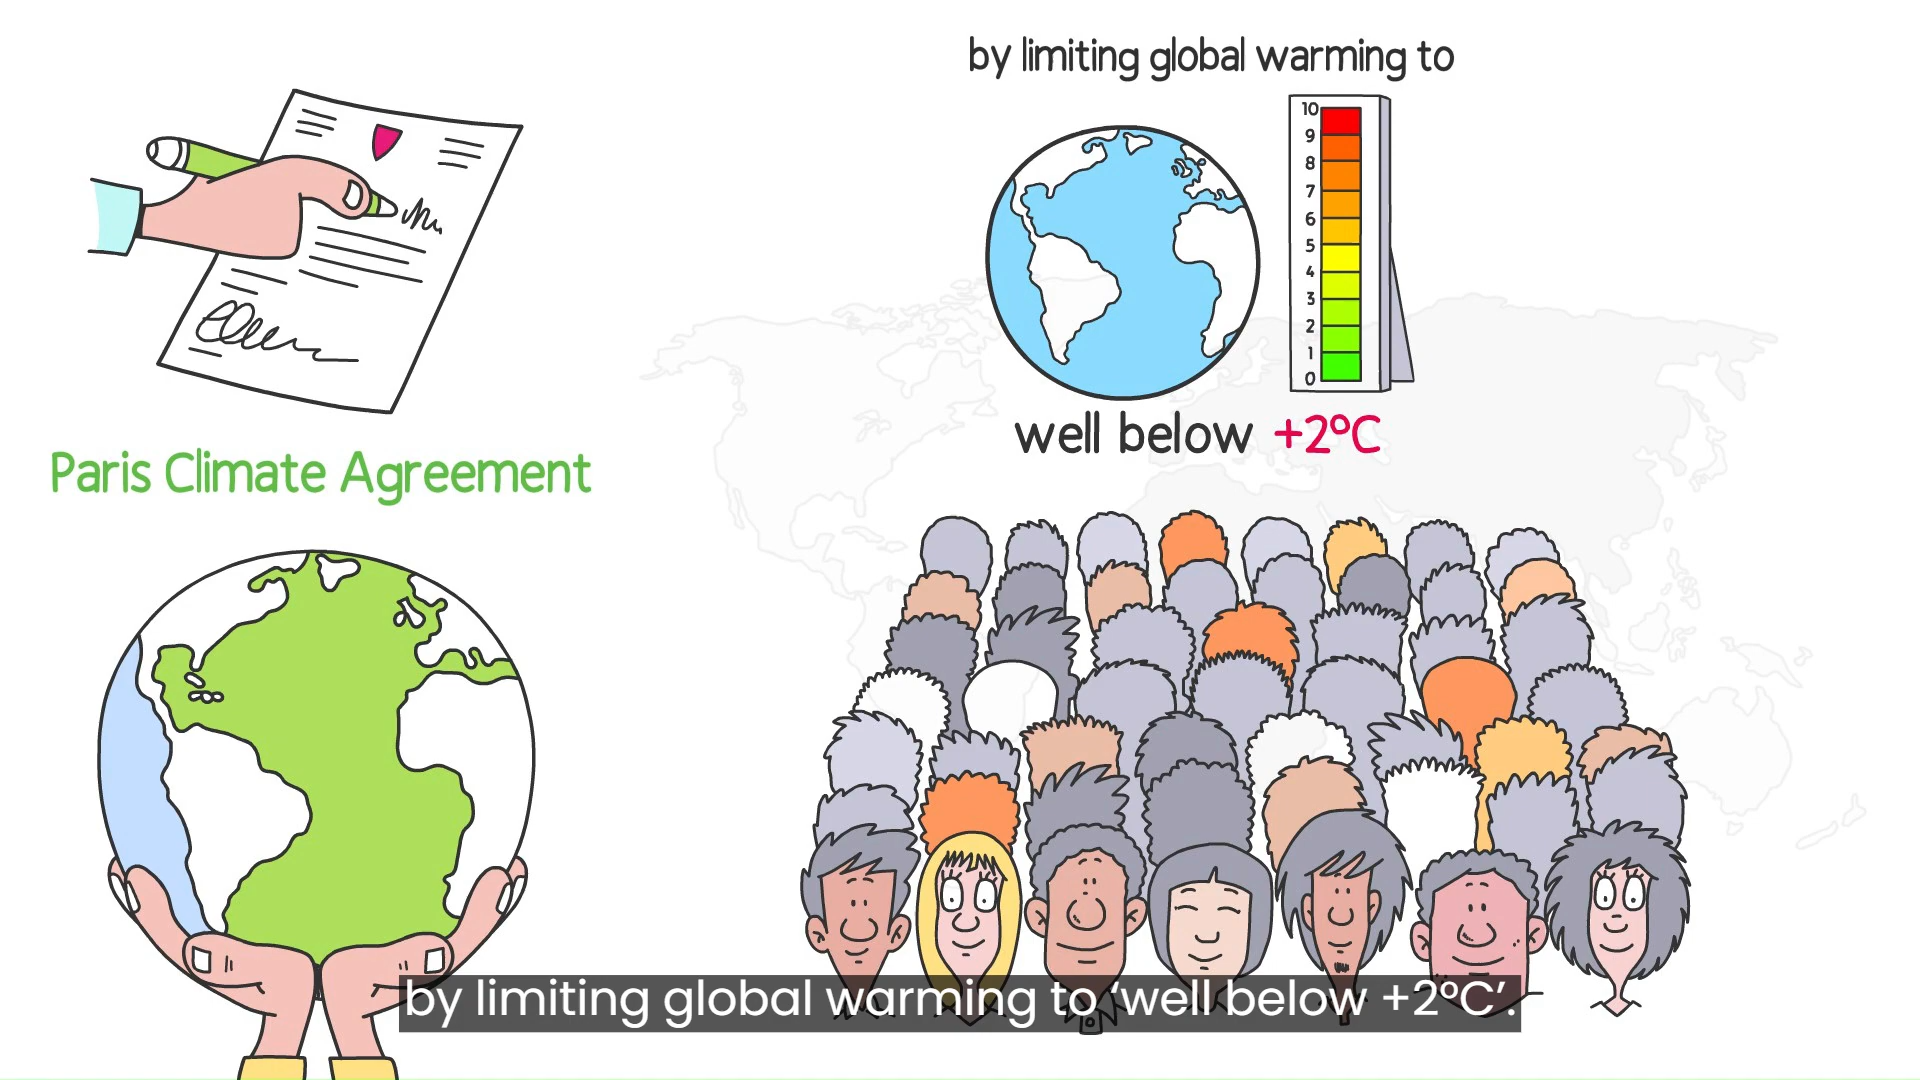 by limiting global warming to
10
9
8
7
6
5
4
3
2
1
0
well below +2°C
Paris Climate Agreement
by limiting global warming to ‘well below +2°C’.